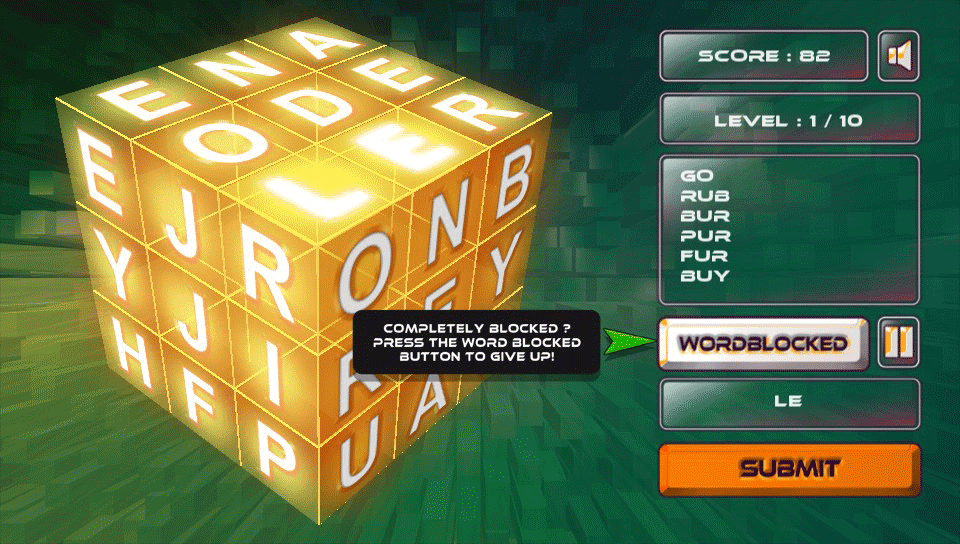 E N A
O D E
L E R
E J R
Y J I
H F P
O N B
R Y
U A
COMPLETELY BLOCKED ?
PRESS THE WORD BLOCKED
BUTTON TO GIVE UP!
SCORE : 82
LEVEL : 1 / 10
GO
RUB
BUR
PUR
FUR
BUY
WORDBLOCKED
LE
SUBMIT